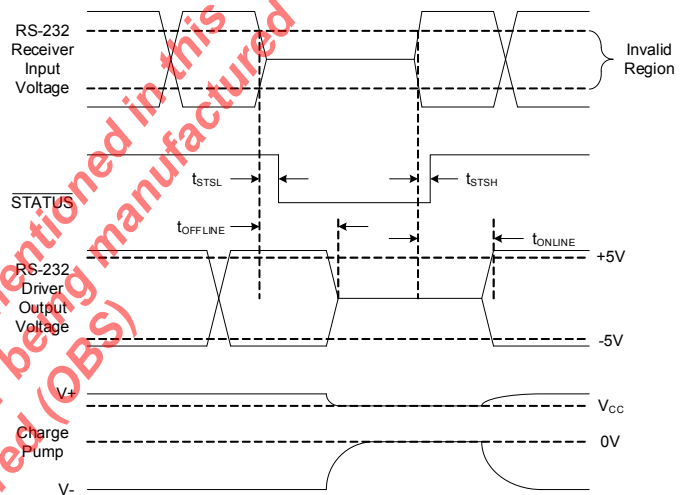 RS-232
Receiver
Input
Voltage
Invalid
Region
tSTSL
tSTSH
STATUS
tOFFLINE
tONLINE
RS-232
Driver
Output
Voltage
+5V
-5V
V+
VCC
Charge
Pump
0V
V-
mentioned in this
being manufactured
(OBS)